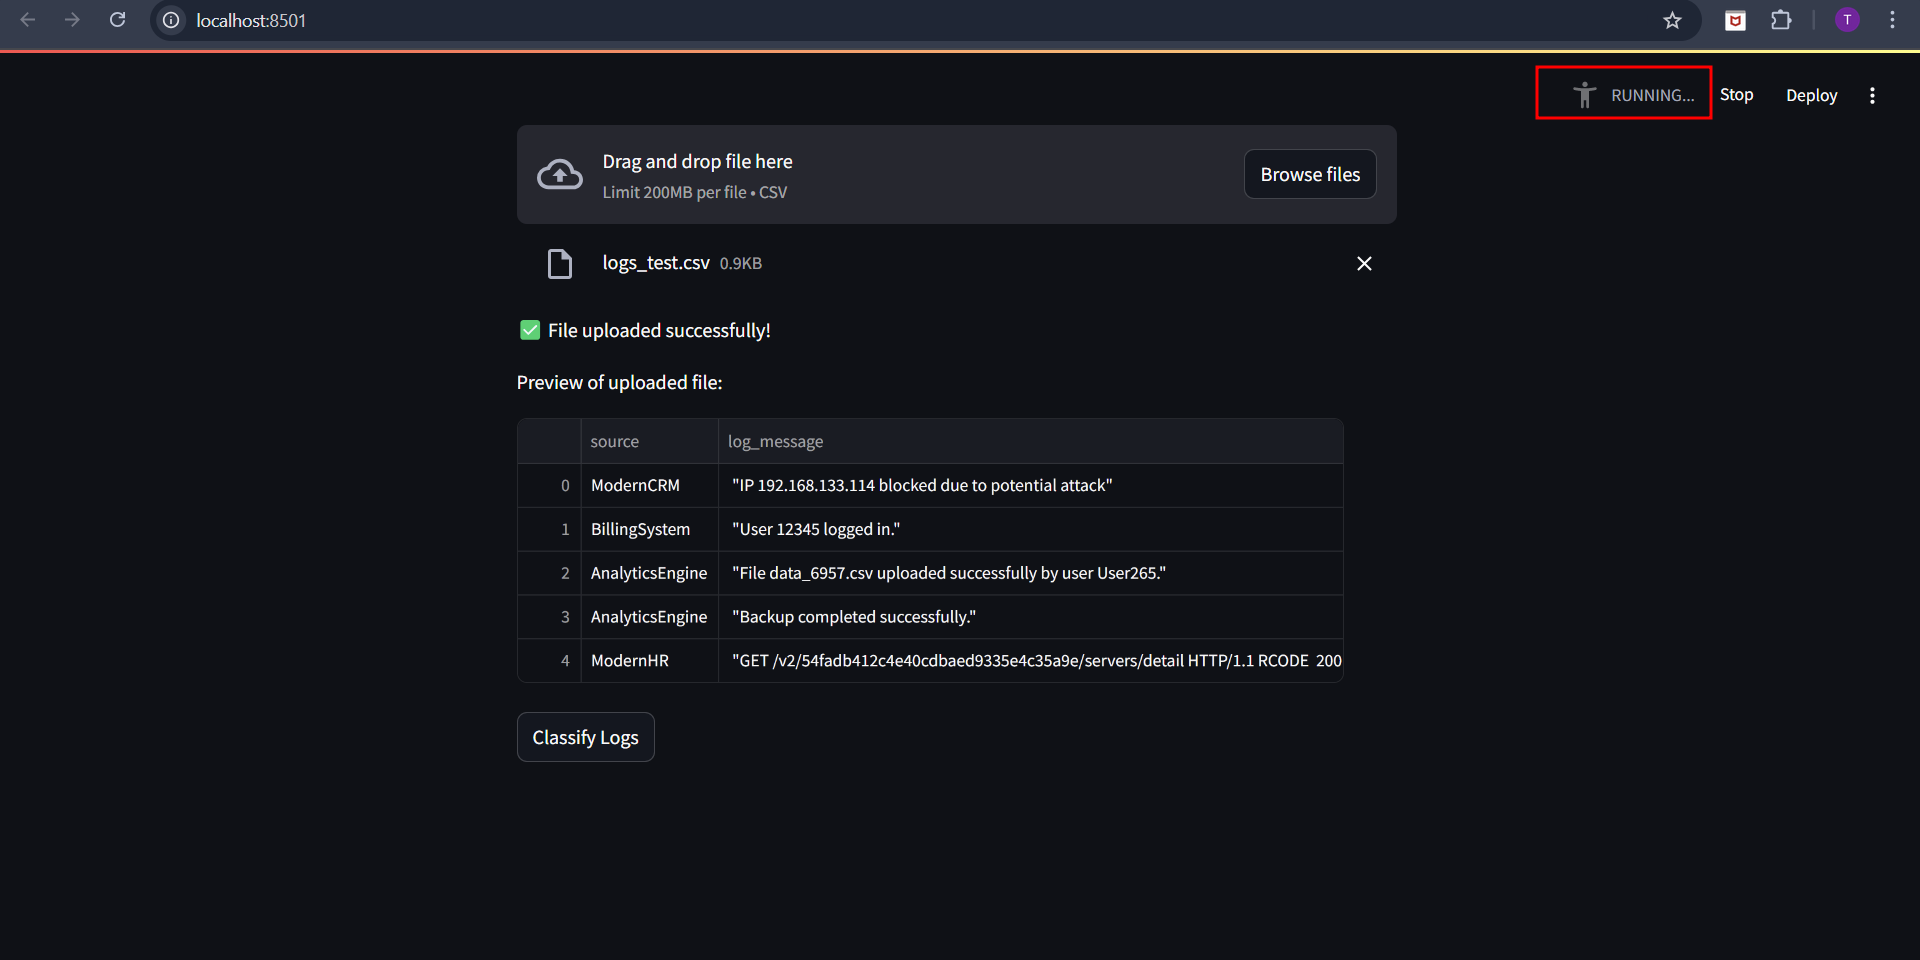 localhost:8501
T
RUNNING...
Stop
Deploy
Drag and drop file here
Limit 200MB per file • CSV
Browse files
logs_test.csv 0.9KB
File uploaded successfully!
Preview of uploaded file:
source log_message
0 ModernCRM "IP 192.168.133.114 blocked due to potential attack"
1 BillingSystem "User 12345 logged in."
2 AnalyticsEngine "File data_6957.csv uploaded successfully by user User265."
3 AnalyticsEngine "Backup completed successfully."
4 ModernHR "GET /v2/54fadb412c4e40cdbaed9335e4c35a9e/servers/detail HTTP/1.1 RCODE  200
Classify Logs